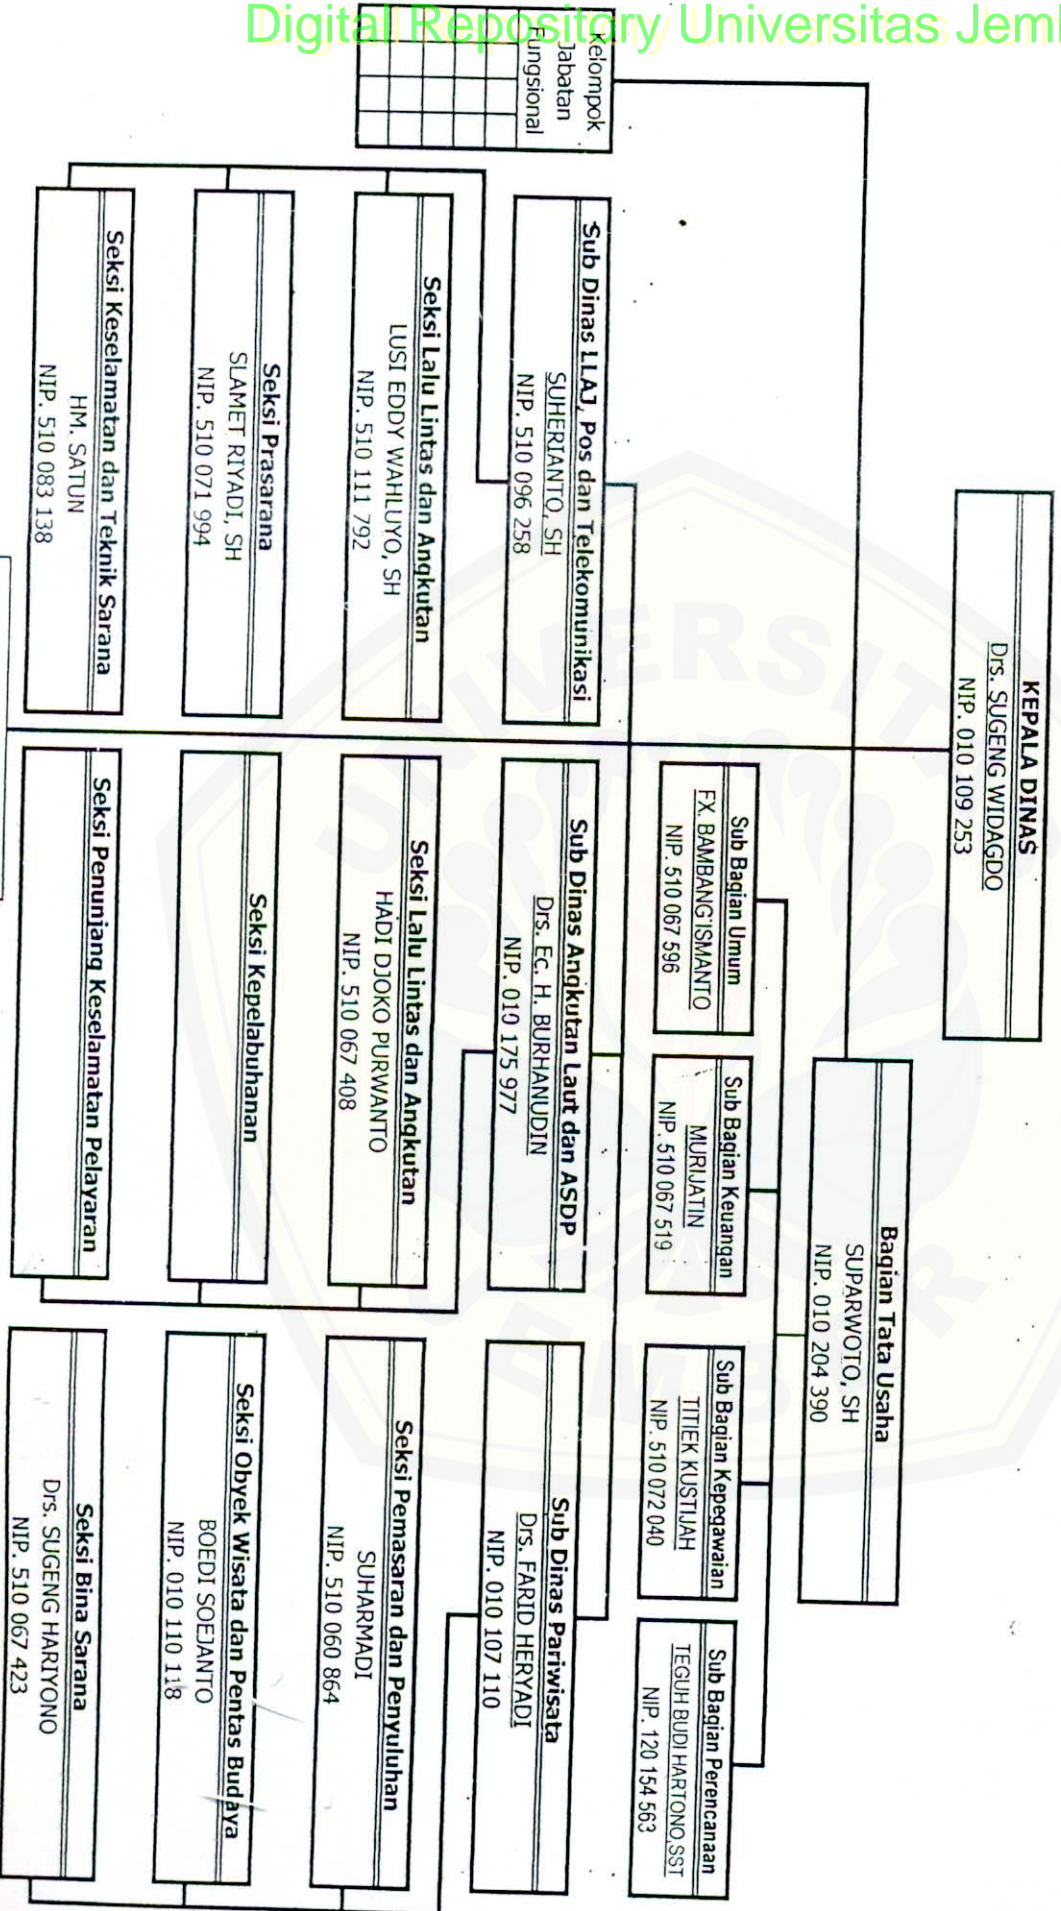 Digital Repository Universitas Jem
KEPALA DINAS
Drs. SUGENG WIDAGDO
NIP. 010 109 253
Kelompok
Jabatan
Fungsional
Bagian Tata Usaha
SUPARWOTO, SH
NIP. 010 204 390
Sub Bagian Umum
FX. BAMBANG ISMANTO
NIP. 510 067 596
Sub Bagian Keuangan
MURIJATIN
NIP. 510 067 519
Sub Bagian Kepegawaian
TITIEK KUSTIJAH
NIP. 510 072 040
Sub Bagian Perencanaan
TEGUH BUDI HARTONO,SST
NIP. 120 154 563
Sub Dinas LLAJ, Pos dan Telekomunikasi
SUHERIANTO, SH
NIP. 510 096 258
Sub Dinas Angkutan Laut dan ASDP
Drs. Ec. H. BURHANUDIN
NIP. 010 175 977
Sub Dinas Pariwisata
Drs. FARID HERYADI
NIP. 010 107 110
Seksi Lalu Lintas dan Angkutan
LUSI EDDY WAHLUYO, SH
NIP. 510 111 792
Seksi Lalu Lintas dan Angkutan
HADI DJOKO PURWANTO
NIP. 510 067 408
Seksi Pemasaran dan Penyuluhan
SUHARMADI
NIP. 510 060 864
Seksi Prasarana
SLAMET RIYADI, SH
NIP. 510 071 994
Seksi Kepelabuhanan
Seksi Obyek Wisata dan Pentas Budaya
BOEDI SOEJANTO
NIP. 010 110 118
Seksi Keselamatan dan Teknik Sarana
HM. SATUN
NIP. 510 083 138
Seksi Penunjang Keselamatan Pelayaran
Seksi Bina Sarana
Drs. SUGENG HARIYONO
NIP. 510 067 423
UNIVERSITAS
JEMBER